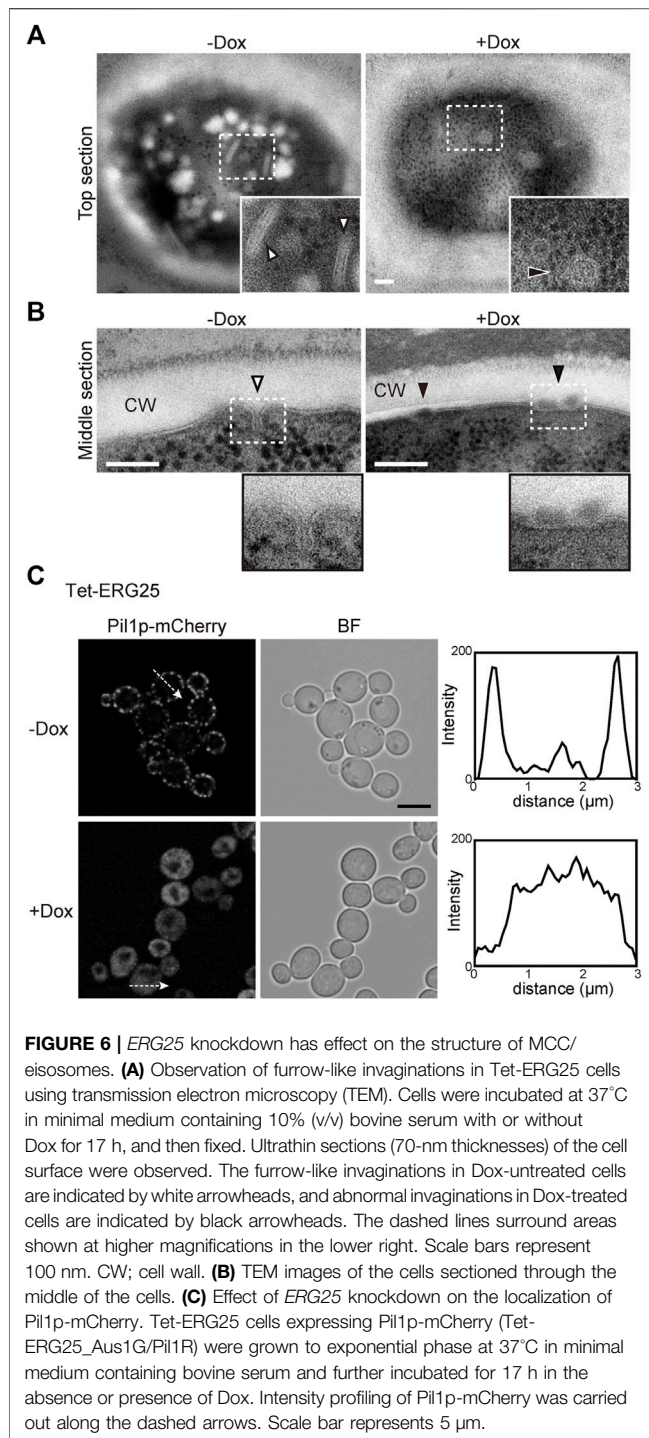 A
-Dox
+Dox
Top section
B
-Dox
+Dox
Middle section
CW
CW
C
Tet-ERG25
Pil1p-mCherry
BF
-Dox
200
Intensity
0
0
1
2
3
distance (µm)
+Dox
200
Intensity
0
0
1
2
3
distance (µm)
FIGURE 6 | ERG25 knockdown has effect on the structure of MCC/
eisosomes. (A) Observation of furrow-like invaginations in Tet-ERG25 cells
using transmission electron microscopy (TEM). Cells were incubated at 37°C
in minimal medium containing 10% (v/v) bovine serum with or without
Dox for 17 h, and then fixed. Ultrathin sections (70-nm thicknesses) of the cell
surface were observed. The furrow-like invaginations in Dox-untreated cells
are indicated by white arrowheads, and abnormal invaginations in Dox-treated
cells are indicated by black arrowheads. The dashed lines surround areas
shown at higher magnifications in the lower right. Scale bars represent
100 nm. CW; cell wall. (B) TEM images of the cells sectioned through the
middle of the cells. (C) Effect of ERG25 knockdown on the localization of
Pil1p-mCherry. Tet-ERG25 cells expressing Pil1p-mCherry (Tet-
ERG25_Aus1G/Pil1R) were grown to exponential phase at 37°C in minimal
medium containing bovine serum and further incubated for 17 h in the
absence or presence of Dox. Intensity profiling of Pil1p-mCherry was carried
out along the dashed arrows. Scale bar represents 5 µm.